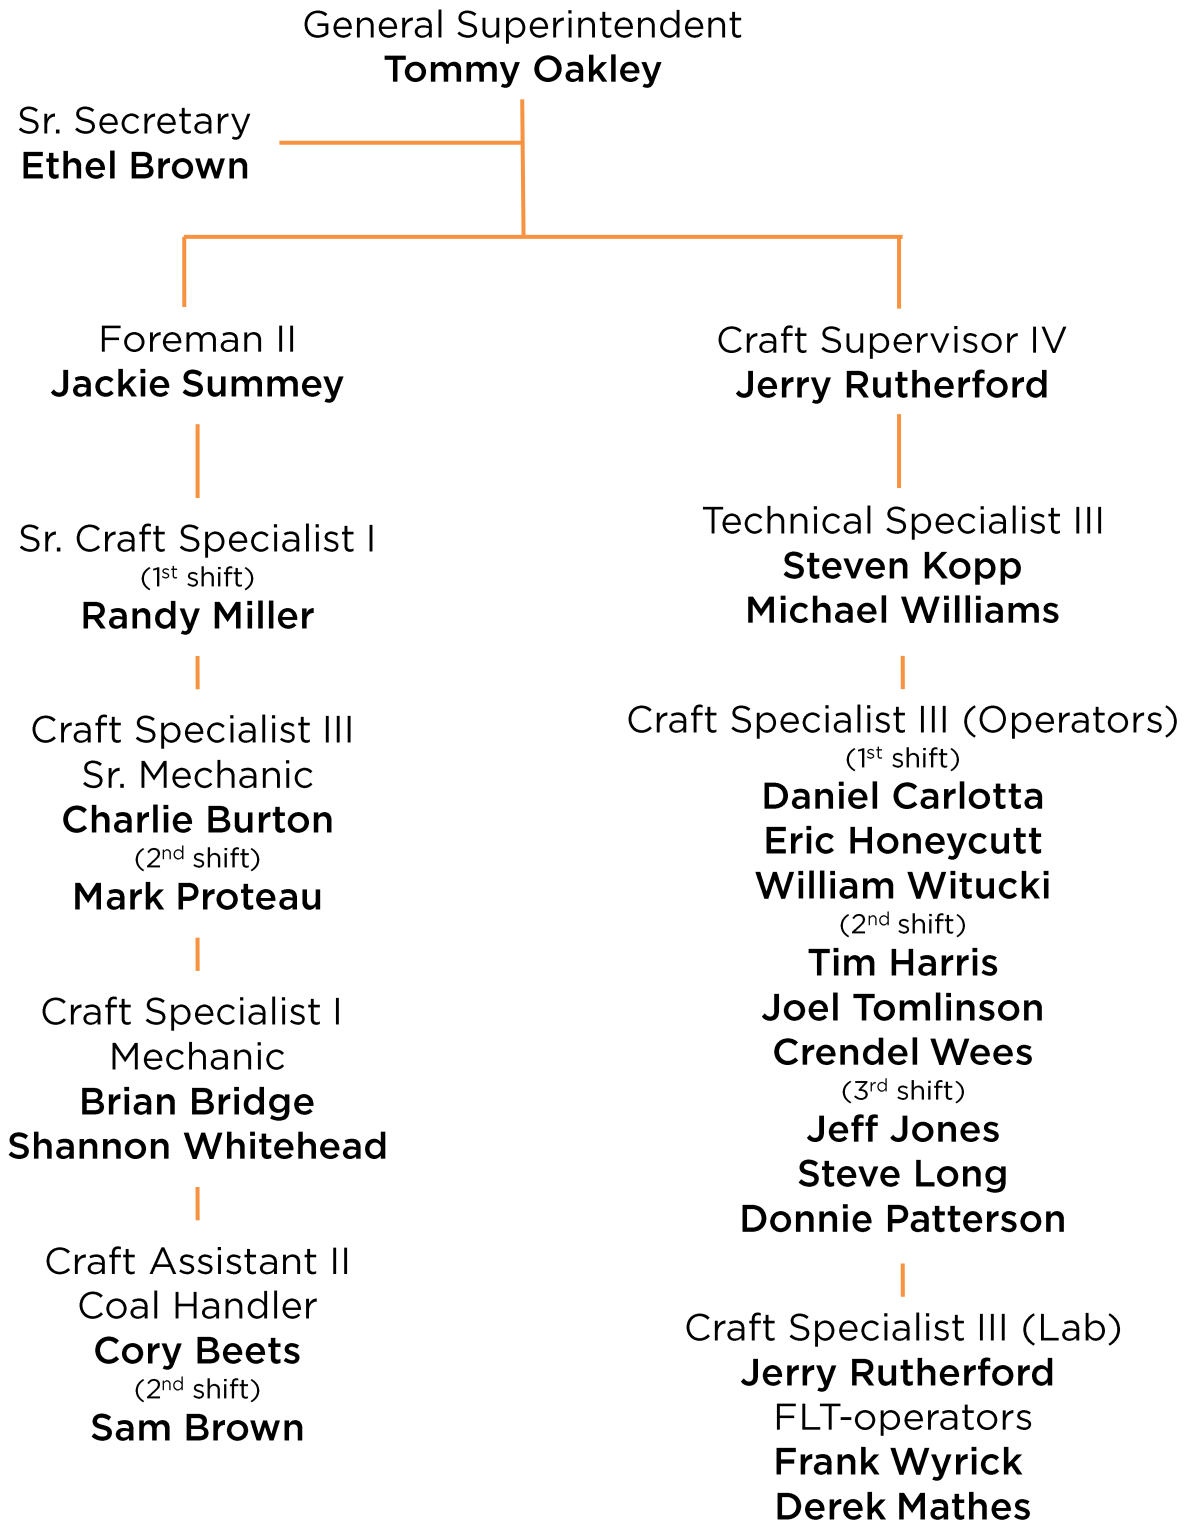 General Superintendent
Tommy Oakley
Sr. Secretary
Ethel Brown
Foreman II
Jackie Summey
Sr. Craft Specialist I
(1st shift)
Randy Miller
Craft Specialist III
Sr. Mechanic
Charlie Burton
(2nd shift)
Mark Proteau
Craft Specialist I
Mechanic
Brian Bridge
Shannon Whitehead
Craft Assistant II
Coal Handler
Cory Beets
(2nd shift)
Sam Brown
Craft Supervisor IV
Jerry Rutherford
Technical Specialist III
Steven Kopp
Michael Williams
Craft Specialist III (Operators)
(1st shift)
Daniel Carlotta
Eric Honeycutt
William Witucki
(2nd shift)
Tim Harris
Joel Tomlinson
Crendel Wees
(3rd shift)
Jeff Jones
Steve Long
Donnie Patterson
Craft Specialist III (Lab)
Jerry Rutherford
FLT-operators
Frank Wyrick
Derek Mathes